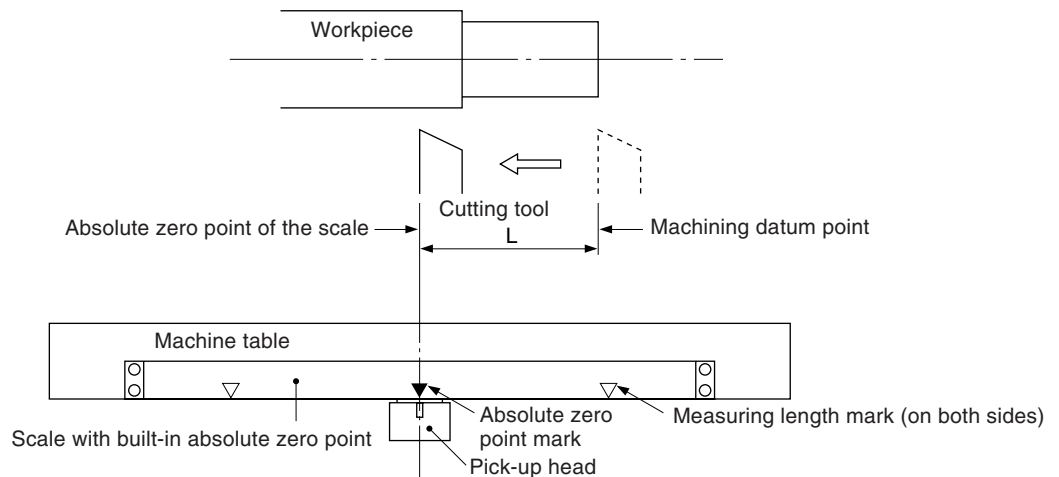 Workpiece
Cutting tool
Absolute zero point of the scale
L
Machining datum point
Machine table
Absolute zero
point mark
Measuring length mark (on both sides)
Scale with built-in absolute zero point
Pick-up head